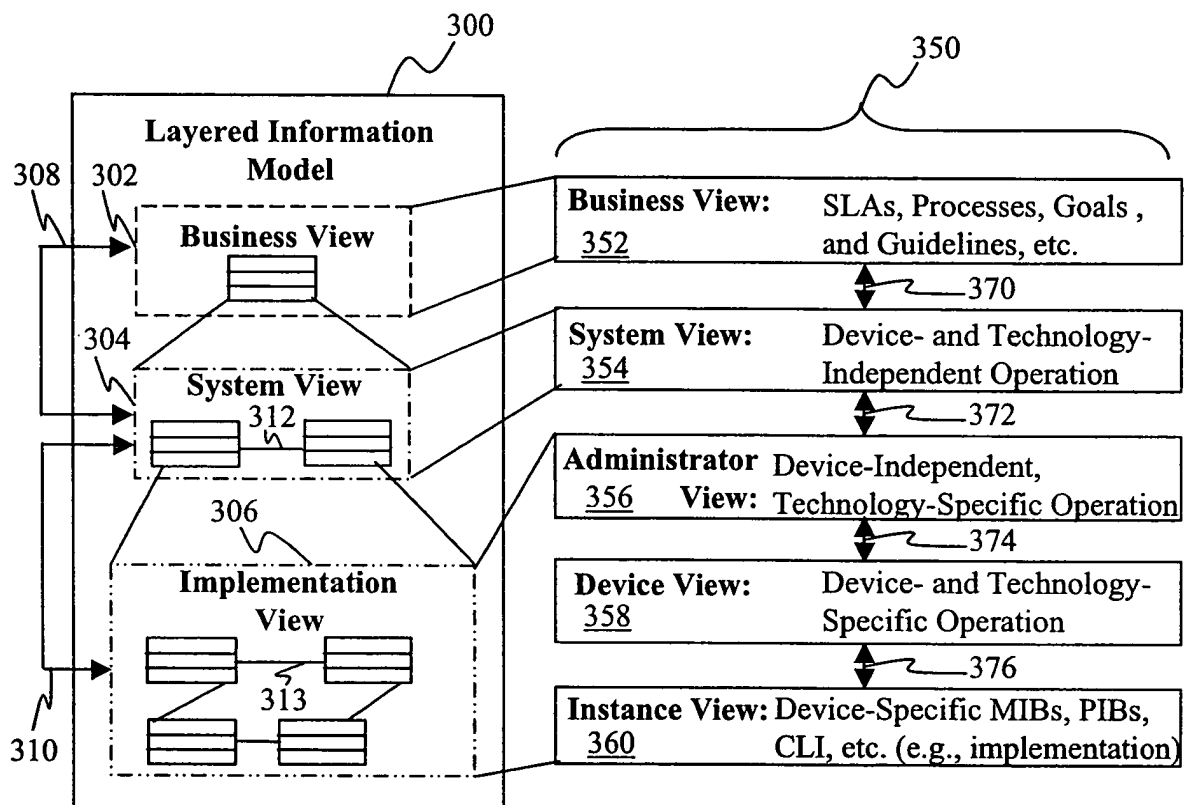 300
350
Layered Information
Model
308
302
Business View
304
System View
312
306
Implementation
View
313
310
Business View: SLAs, Processes, Goals ,
352 and Guidelines, etc.
370
System View: Device- and Technology-
354 Independent Operation
372
Administrator Device-Independent,
356 View: Technology-Specific Operation
374
Device View: Device- and Technology-
358 Specific Operation
376
Instance View: Device-Specific MIBs, PIBs,
360 CLI, etc. (e.g., implementation)